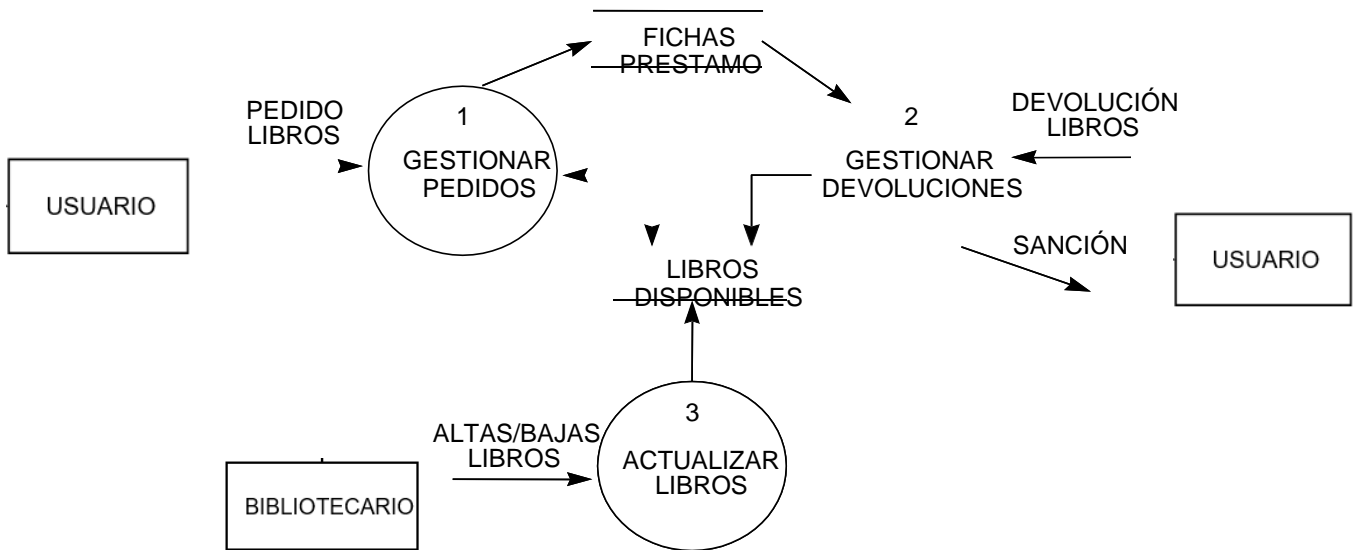 FICHAS
PRESTAMO
PEDIDO
LIBROS
1
GESTIONAR
PEDIDOS
2
GESTIONAR
DEVOLUCIONES
DEVOLUCIÓN
LIBROS
USUARIO
SANCIÓN
USUARIO
LIBROS
DISPONIBLES
3
ACTUALIZAR
LIBROS
ALTAS/BAJAS
LIBROS
BIBLIOTECARIO